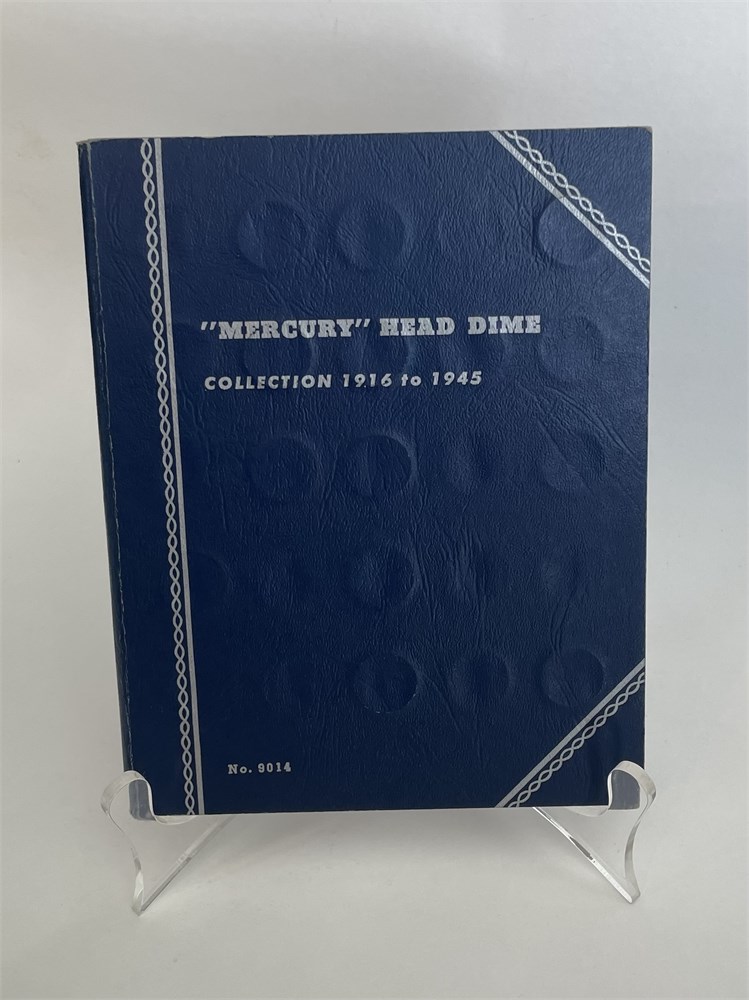 "MERCURY" HEAD DIME
COLLECTION 1916 to 1945
No. 9014